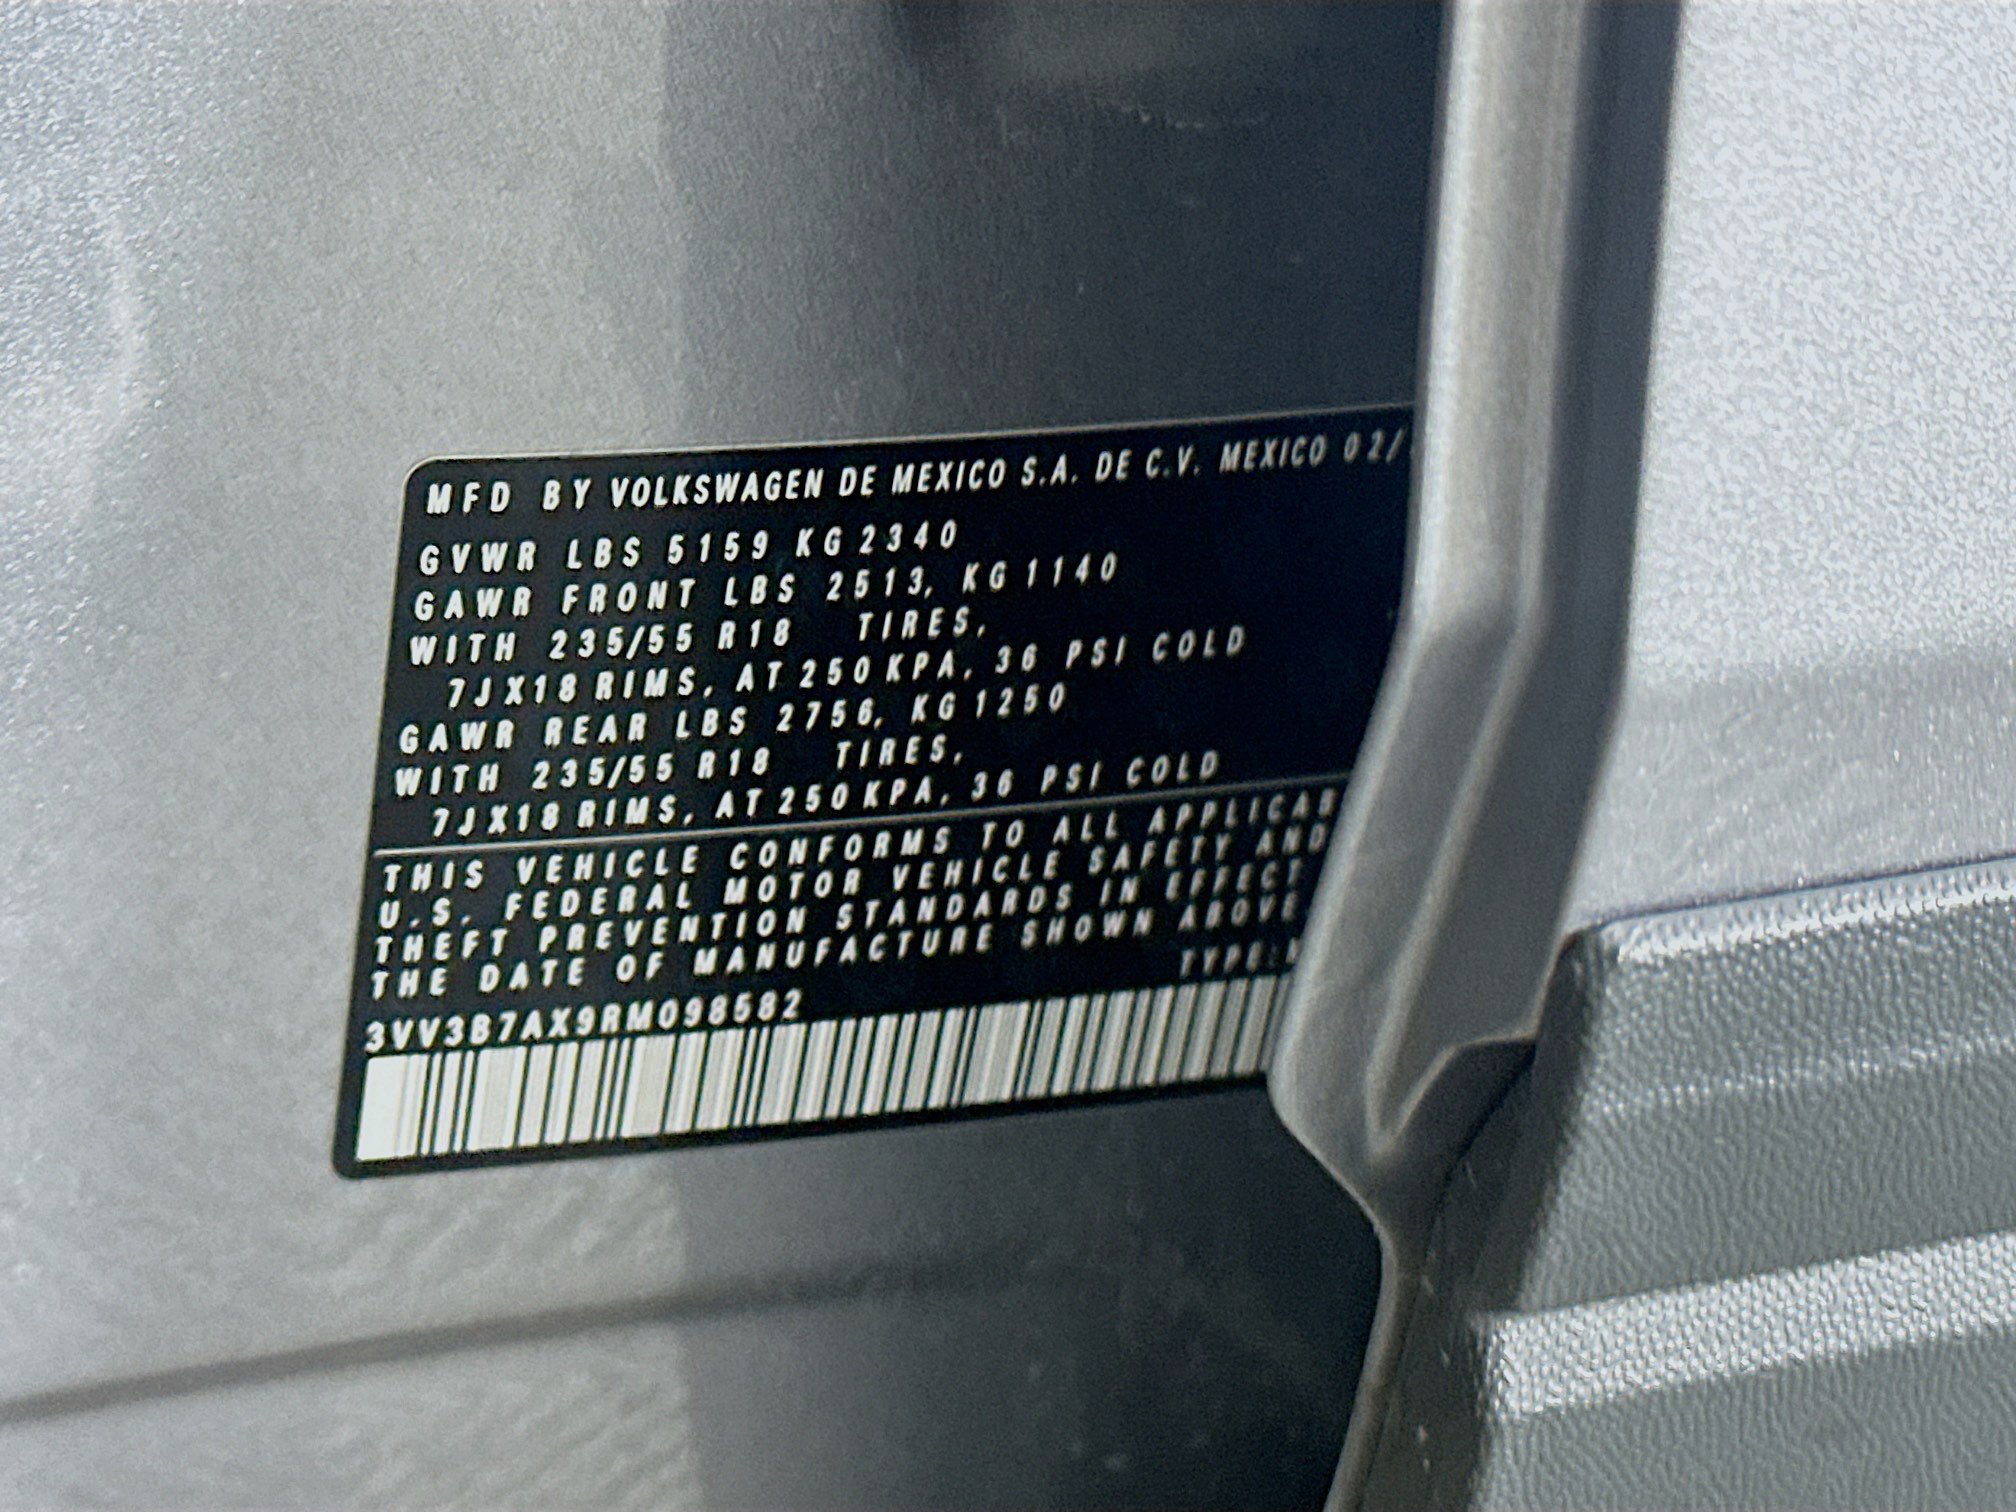 MFD BY VOLKSWAGEN DE MEXICO S.A. DE C.V. MEXICO 02/
GVWR LBS 5159 KG 2340
GAWR FRONT LBS 2513, KG 1140
WITH 235/55 R18 TIRES,
7JX18 RIMS, AT 250 KPA, 36 PSI COLD
GAWR REAR LBS 2756, KG 1250
WITH 235/55 R18 TIRES,
7JX18 RIMS, AT 250 KPA, 36 PSI COLD
THIS VEHICLE CONFORMS TO ALL APPLICAB
U.S. FEDERAL MOTOR VEHICLE SAFETY AND
THEFT PREVENTION STANDARDS IN EFFECT
THE DATE OF MANUFACTURE SHOWN ABOVE
TYPE:
3VV3B7AX9RM098582